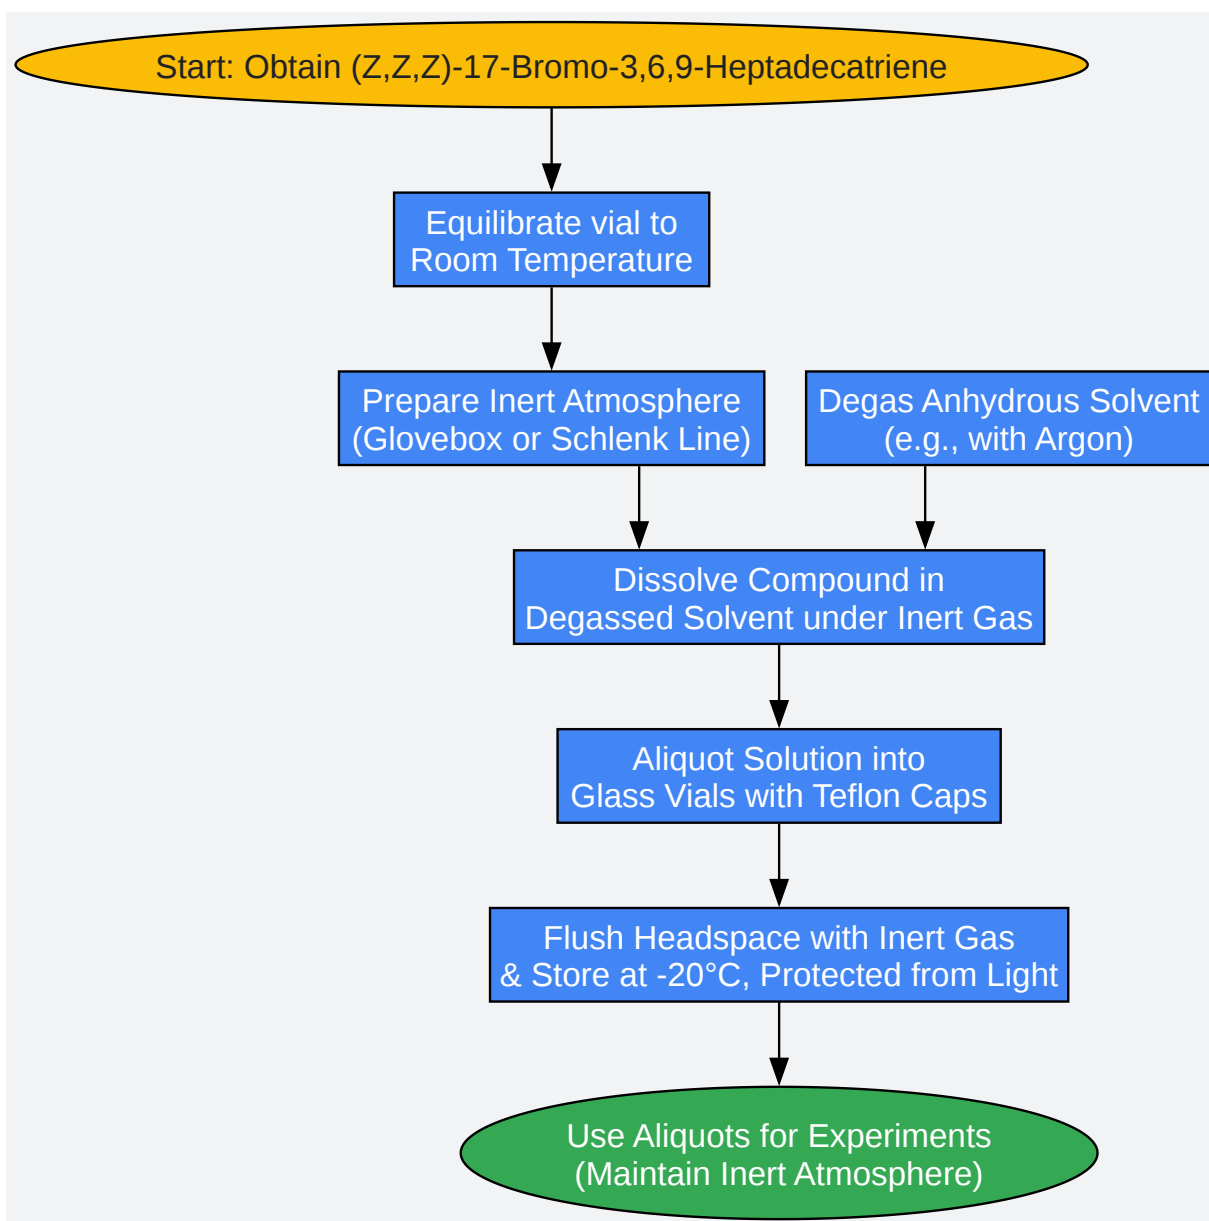 Start: Obtain (Z,Z,Z)-17-Bromo-3,6,9-Heptadecatriene
Equilibrate vial to
Room Temperature
Prepare Inert Atmosphere
(Glovebox or Schlenk Line)
Degas Anhydrous Solvent
(e.g., with Argon)
Dissolve Compound in
Degassed Solvent under Inert Gas
Aliquot Solution into
Glass Vials with Teflon Caps
Flush Headspace with Inert Gas
& Store at -20°C, Protected from Light
Use Aliquots for Experiments
(Maintain Inert Atmosphere)